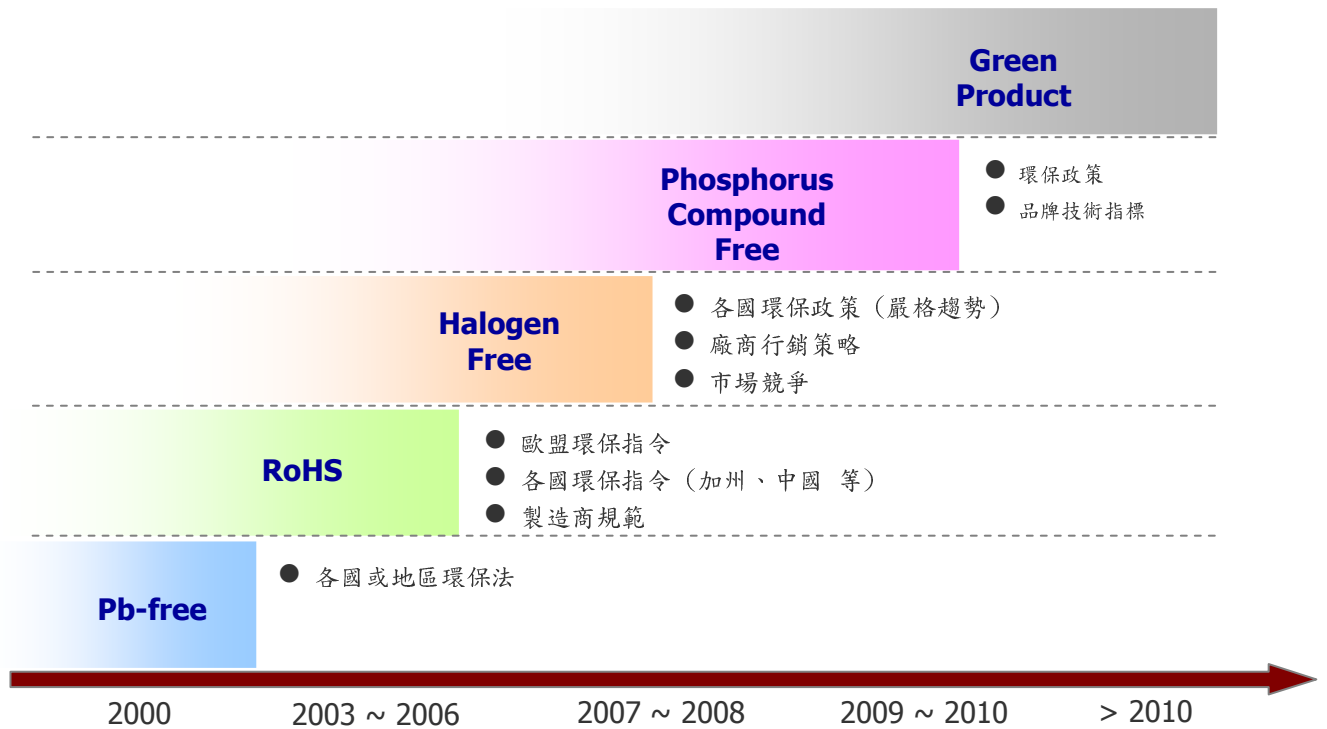 Green
Product
Phosphorus
Compound
Free
● 環保政策
● 品牌技術指標
Halogen
Free
● 各國環保政策（嚴格趨勢）
● 廠商行銷策略
● 市場競爭
RoHS
● 歐盟環保指令
● 各國環保指令（加州、中國 等）
● 製造商規範
Pb-free
● 各國或地區環保法
2000
2003 ~ 2006
2007 ~ 2008
2009 ~ 2010
> 2010